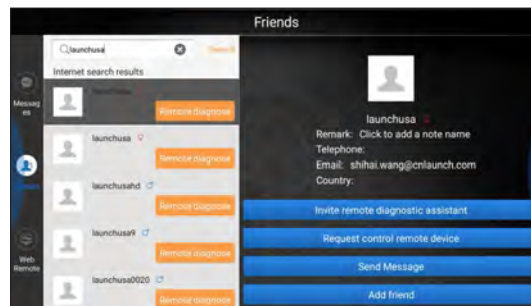 Friends
launchusa
Search
Internet search results
launchusa
Remote diagnose
Messag
es
launchusa
Remote diagnose
launchusahd
Remote diagnose
launchusa9
Remote diagnose
Web
Remote
launchusa0020
Remote diagnose
launchusa
Remark: Click to add a note name
Telephone:
Email: shihai.wang@cnlaunch.com
Country:
Invite remote diagnostic assistant
Request control remote device
Send Message
Add friend